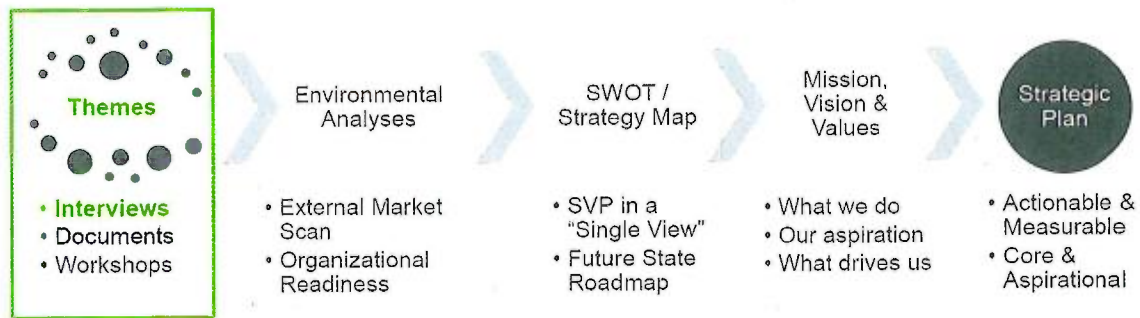 Themes
• Interviews
• Documents
• Workshops
Environmental
Analyses
• External Market
Scan
• Organizational
Readiness
SWOT /
Strategy Map
• SVP in a
"Single View"
• Future State
Roadmap
Mission,
Vision &
Values
• What we do
• Our aspiration
• What drives us
Strategic
Plan
• Actionable &
Measurable
• Core &
Aspirational